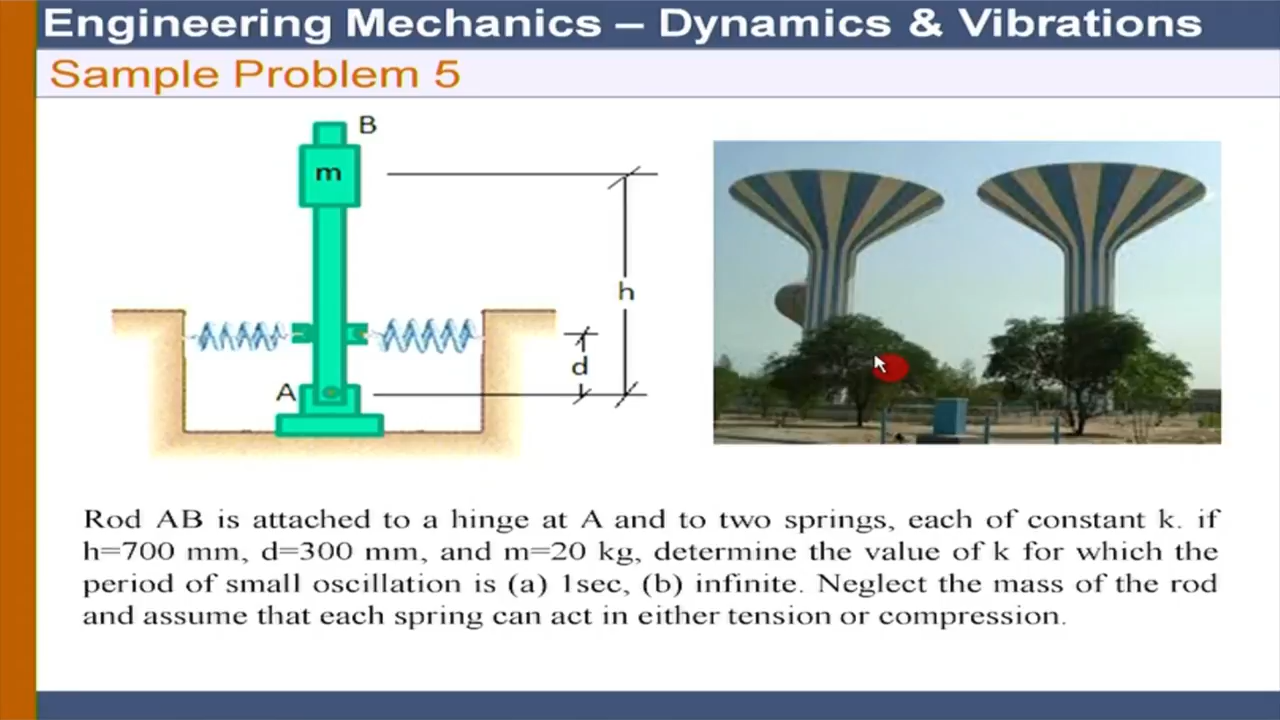 Engineering Mechanics – Dynamics & Vibrations
Sample Problem 5
B
m
h
d
A
Rod AB is attached to a hinge at A and to two springs, each of constant k. if
h=700 mm, d=300 mm, and m=20 kg, determine the value of k for which the
period of small oscillation is (a) 1sec, (b) infinite. Neglect the mass of the rod
and assume that each spring can act in either tension or compression.